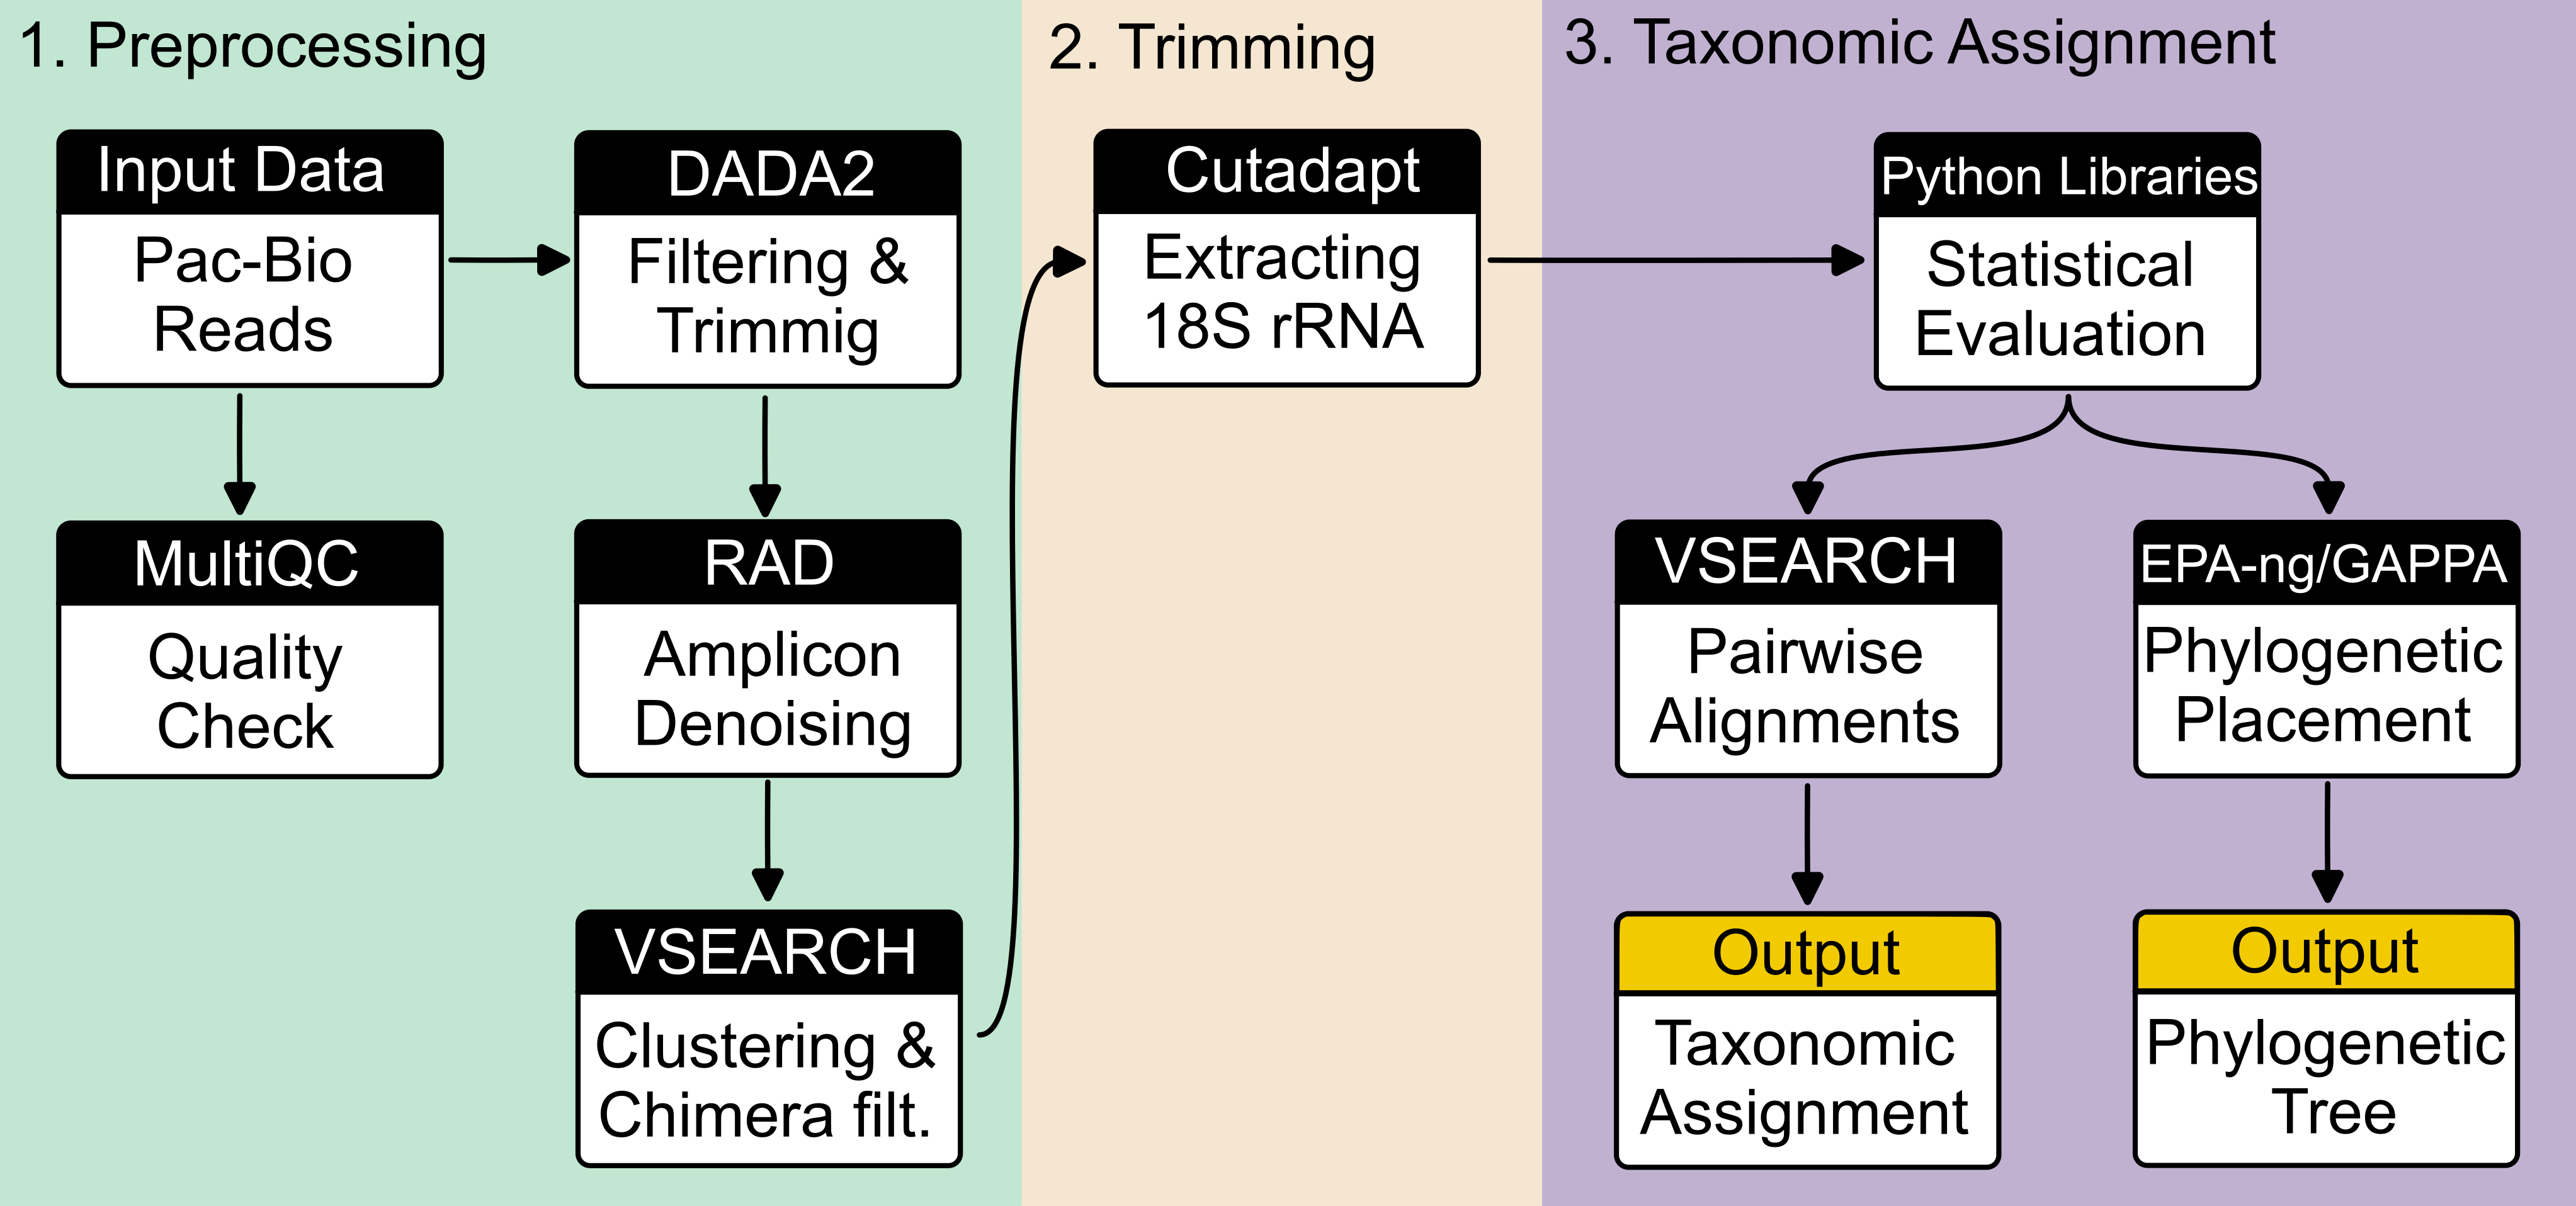 1. Preprocessing
Input Data
Pac-Bio
Reads
MultiQC
Quality
Check
DADA2
Filtering &
Trimmig
RAD
Amplicon
Denoising
VSEARCH
Clustering &
Chimera filt.
2. Trimming
Cutadapt
Extracting
18S rRNA
3. Taxonomic Assignment
Python Libraries
Statistical
Evaluation
VSEARCH
Pairwise
Alignments
Output
Taxonomic
Assignment
EPA-ng/GAPPA
Phylogenetic
Placement
Output
Phylogenetic
Tree